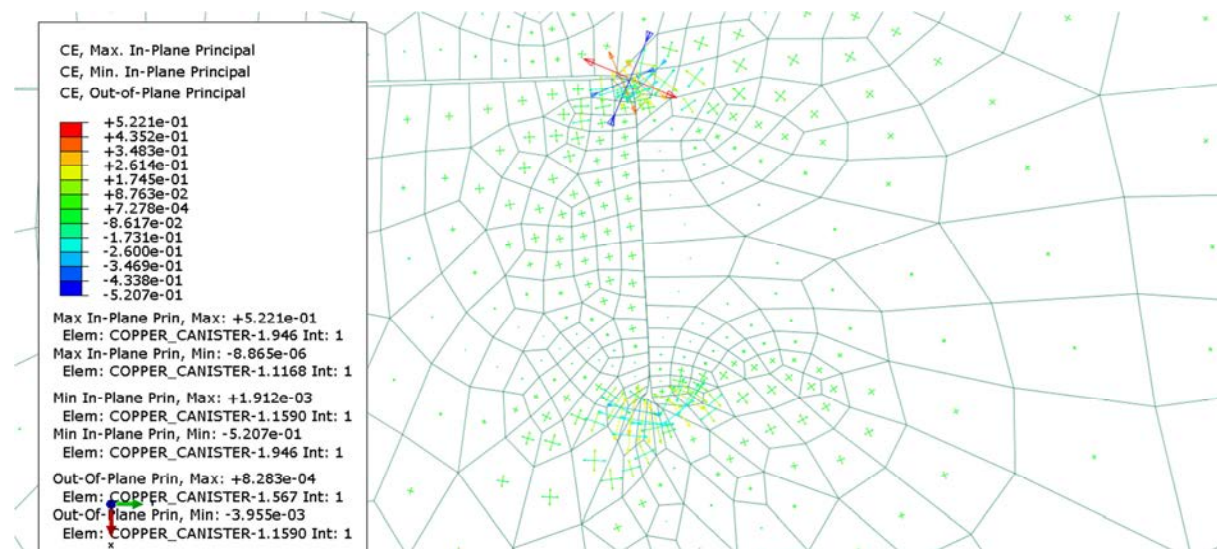 CE, Max. In-Plane Principal
CE, Min. In-Plane Principal
CE, Out-of-Plane Principal
+5.221e-01
+4.352e-01
+3.483e-01
+2.614e-01
+1.745e-01
+8.763e-02
+7.278e-04
-8.617e-02
-1.731e-01
-2.600e-01
-3.469e-01
-4.338e-01
-5.207e-01
Max In-Plane Prin, Max: +5.221e-01
Elem: COPPER_CANISTER-1.946 Int: 1
Max In-Plane Prin, Min: -8.865e-06
Elem: COPPER_CANISTER-1.1168 Int: 1
Min In-Plane Prin, Max: +1.912e-03
Elem: COPPER_CANISTER-1.1590 Int: 1
Min In-Plane Prin, Min: -5.207e-01
Elem: COPPER_CANISTER-1.946 Int: 1
Out-Of-Plane Prin, Max: +8.283e-04
Elem: COPPER_CANISTER-1.567 Int: 1
Out-Of-Plane Prin, Min: -3.955e-03
Elem: COPPER_CANISTER-1.1590 Int: 1
x